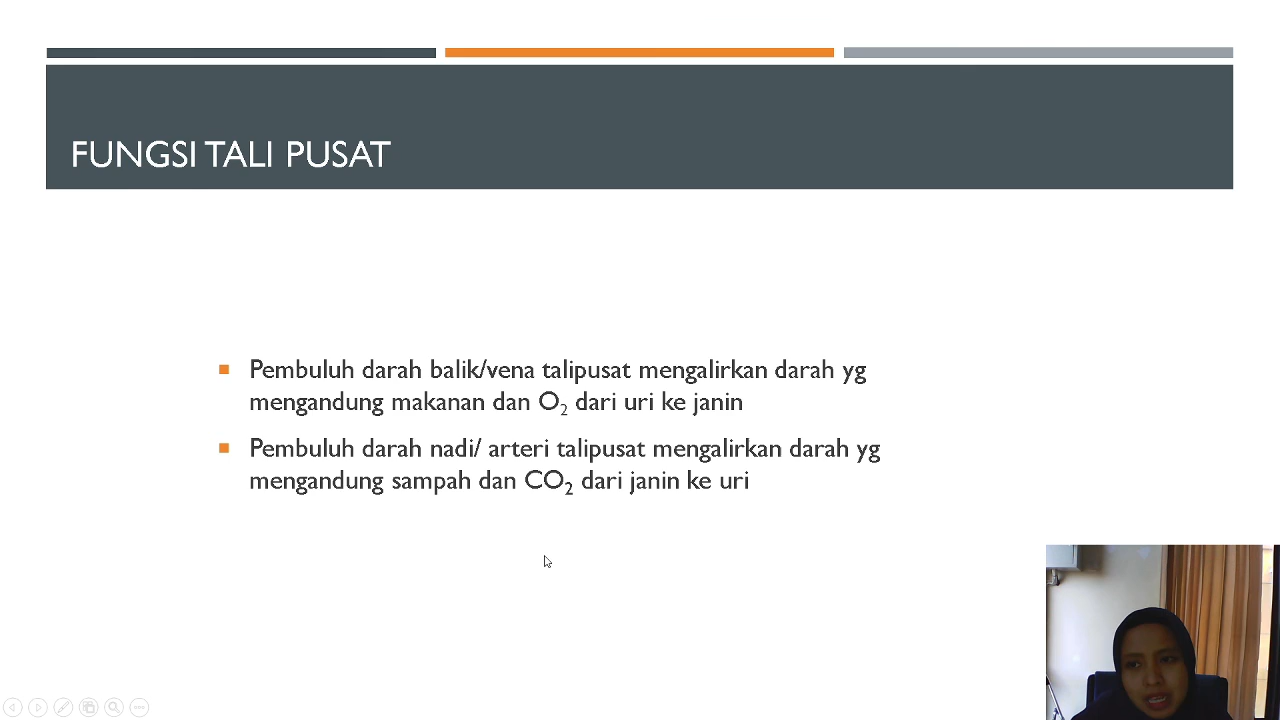 FUNGSI TALI PUSAT
Pembuluh darah balik/vena talipusat mengalirkan darah yg
mengandung makanan dan O₂ dari uri ke janin
Pembuluh darah nadi/ arteri talipusat mengalirkan darah yg
mengandung sampah dan CO₂ dari janin ke uri